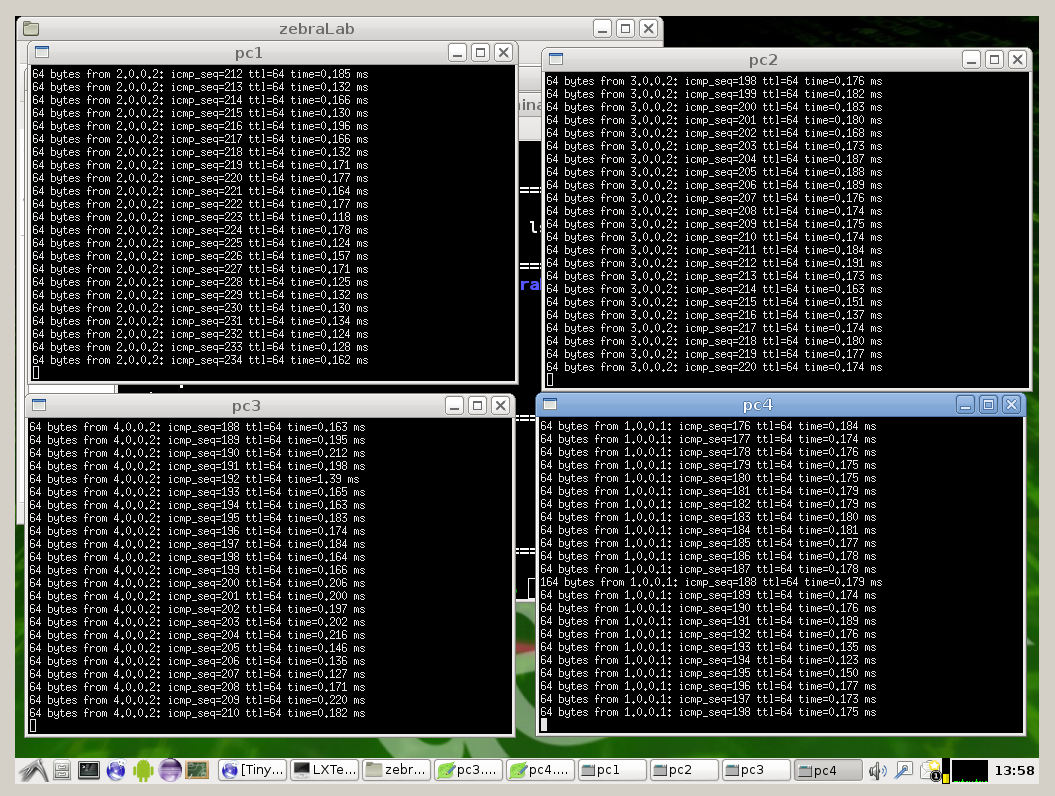 zebraLab
pc1
64 bytes from 2.0.0.2: icmp_seq=212 ttl=64 time=0.185 ms
64 bytes from 2.0.0.2: icmp_seq=213 ttl=64 time=0.132 ms
64 bytes from 2.0.0.2: icmp_seq=214 ttl=64 time=0.166 ms
64 bytes from 2.0.0.2: icmp_seq=215 ttl=64 time=0.130 ms
64 bytes from 2.0.0.2: icmp_seq=216 ttl=64 time=0.196 ms
64 bytes from 2.0.0.2: icmp_seq=217 ttl=64 time=0.166 ms
64 bytes from 2.0.0.2: icmp_seq=218 ttl=64 time=0.132 ms
64 bytes from 2.0.0.2: icmp_seq=219 ttl=64 time=0.171 ms
64 bytes from 2.0.0.2: icmp_seq=220 ttl=64 time=0.177 ms
64 bytes from 2.0.0.2: icmp_seq=221 ttl=64 time=0.164 ms
64 bytes from 2.0.0.2: icmp_seq=222 ttl=64 time=0.177 ms
64 bytes from 2.0.0.2: icmp_seq=223 ttl=64 time=0.118 ms
64 bytes from 2.0.0.2: icmp_seq=224 ttl=64 time=0.178 ms
64 bytes from 2.0.0.2: icmp_seq=225 ttl=64 time=0.124 ms
64 bytes from 2.0.0.2: icmp_seq=226 ttl=64 time=0.157 ms
64 bytes from 2.0.0.2: icmp_seq=227 ttl=64 time=0.171 ms
64 bytes from 2.0.0.2: icmp_seq=228 ttl=64 time=0.125 ms
64 bytes from 2.0.0.2: icmp_seq=229 ttl=64 time=0.132 ms
64 bytes from 2.0.0.2: icmp_seq=230 ttl=64 time=0.130 ms
64 bytes from 2.0.0.2: icmp_seq=231 ttl=64 time=0.134 ms
64 bytes from 2.0.0.2: icmp_seq=232 ttl=64 time=0.124 ms
64 bytes from 2.0.0.2: icmp_seq=233 ttl=64 time=0.128 ms
64 bytes from 2.0.0.2: icmp_seq=234 ttl=64 time=0.162 ms
pc2
64 bytes from 3.0.0.2: icmp_seq=198 ttl=64 time=0.176 ms
64 bytes from 3.0.0.2: icmp_seq=199 ttl=64 time=0.182 ms
64 bytes from 3.0.0.2: icmp_seq=200 ttl=64 time=0.183 ms
64 bytes from 3.0.0.2: icmp_seq=201 ttl=64 time=0.180 ms
64 bytes from 3.0.0.2: icmp_seq=202 ttl=64 time=0.168 ms
64 bytes from 3.0.0.2: icmp_seq=203 ttl=64 time=0.173 ms
64 bytes from 3.0.0.2: icmp_seq=204 ttl=64 time=0.187 ms
64 bytes from 3.0.0.2: icmp_seq=205 ttl=64 time=0.188 ms
64 bytes from 3.0.0.2: icmp_seq=206 ttl=64 time=0.189 ms
64 bytes from 3.0.0.2: icmp_seq=207 ttl=64 time=0.176 ms
64 bytes from 3.0.0.2: icmp_seq=208 ttl=64 time=0.174 ms
64 bytes from 3.0.0.2: icmp_seq=209 ttl=64 time=0.175 ms
64 bytes from 3.0.0.2: icmp_seq=210 ttl=64 time=0.174 ms
64 bytes from 3.0.0.2: icmp_seq=211 ttl=64 time=0.184 ms
64 bytes from 3.0.0.2: icmp_seq=212 ttl=64 time=0.191 ms
64 bytes from 3.0.0.2: icmp_seq=213 ttl=64 time=0.173 ms
64 bytes from 3.0.0.2: icmp_seq=214 ttl=64 time=0.163 ms
64 bytes from 3.0.0.2: icmp_seq=215 ttl=64 time=0.151 ms
64 bytes from 3.0.0.2: icmp_seq=216 ttl=64 time=0.137 ms
64 bytes from 3.0.0.2: icmp_seq=217 ttl=64 time=0.174 ms
64 bytes from 3.0.0.2: icmp_seq=218 ttl=64 time=0.180 ms
64 bytes from 3.0.0.2: icmp_seq=219 ttl=64 time=0.177 ms
64 bytes from 3.0.0.2: icmp_seq=220 ttl=64 time=0.174 ms
pc3
64 bytes from 4.0.0.2: icmp_seq=188 ttl=64 time=0.163 ms
64 bytes from 4.0.0.2: icmp_seq=189 ttl=64 time=0.195 ms
64 bytes from 4.0.0.2: icmp_seq=190 ttl=64 time=0.212 ms
64 bytes from 4.0.0.2: icmp_seq=191 ttl=64 time=0.198 ms
64 bytes from 4.0.0.2: icmp_seq=192 ttl=64 time=1.39 ms
64 bytes from 4.0.0.2: icmp_seq=193 ttl=64 time=0.165 ms
64 bytes from 4.0.0.2: icmp_seq=194 ttl=64 time=0.163 ms
64 bytes from 4.0.0.2: icmp_seq=195 ttl=64 time=0.183 ms
64 bytes from 4.0.0.2: icmp_seq=196 ttl=64 time=0.174 ms
64 bytes from 4.0.0.2: icmp_seq=197 ttl=64 time=0.184 ms
64 bytes from 4.0.0.2: icmp_seq=198 ttl=64 time=0.164 ms
64 bytes from 4.0.0.2: icmp_seq=199 ttl=64 time=0.166 ms
64 bytes from 4.0.0.2: icmp_seq=200 ttl=64 time=0.206 ms
64 bytes from 4.0.0.2: icmp_seq=201 ttl=64 time=0.200 ms
64 bytes from 4.0.0.2: icmp_seq=202 ttl=64 time=0.197 ms
64 bytes from 4.0.0.2: icmp_seq=203 ttl=64 time=0.202 ms
64 bytes from 4.0.0.2: icmp_seq=204 ttl=64 time=0.216 ms
64 bytes from 4.0.0.2: icmp_seq=205 ttl=64 time=0.146 ms
64 bytes from 4.0.0.2: icmp_seq=206 ttl=64 time=0.136 ms
64 bytes from 4.0.0.2: icmp_seq=207 ttl=64 time=0.127 ms
64 bytes from 4.0.0.2: icmp_seq=208 ttl=64 time=0.171 ms
64 bytes from 4.0.0.2: icmp_seq=209 ttl=64 time=0.220 ms
64 bytes from 4.0.0.2: icmp_seq=210 ttl=64 time=0.182 ms
pc4
64 bytes from 1.0.0.1: icmp_seq=176 ttl=64 time=0.184 ms
64 bytes from 1.0.0.1: icmp_seq=177 ttl=64 time=0.174 ms
64 bytes from 1.0.0.1: icmp_seq=178 ttl=64 time=0.176 ms
64 bytes from 1.0.0.1: icmp_seq=179 ttl=64 time=0.175 ms
64 bytes from 1.0.0.1: icmp_seq=180 ttl=64 time=0.175 ms
64 bytes from 1.0.0.1: icmp_seq=181 ttl=64 time=0.179 ms
64 bytes from 1.0.0.1: icmp_seq=182 ttl=64 time=0.179 ms
64 bytes from 1.0.0.1: icmp_seq=183 ttl=64 time=0.180 ms
64 bytes from 1.0.0.1: icmp_seq=184 ttl=64 time=0.181 ms
64 bytes from 1.0.0.1: icmp_seq=185 ttl=64 time=0.177 ms
64 bytes from 1.0.0.1: icmp_seq=186 ttl=64 time=0.178 ms
64 bytes from 1.0.0.1: icmp_seq=187 ttl=64 time=0.178 ms
164 bytes from 1.0.0.1: icmp_seq=188 ttl=64 time=0.179 ms
64 bytes from 1.0.0.1: icmp_seq=189 ttl=64 time=0.174 ms
64 bytes from 1.0.0.1: icmp_seq=190 ttl=64 time=0.176 ms
64 bytes from 1.0.0.1: icmp_seq=191 ttl=64 time=0.189 ms
64 bytes from 1.0.0.1: icmp_seq=192 ttl=64 time=0.176 ms
64 bytes from 1.0.0.1: icmp_seq=193 ttl=64 time=0.135 ms
64 bytes from 1.0.0.1: icmp_seq=194 ttl=64 time=0.123 ms
64 bytes from 1.0.0.1: icmp_seq=195 ttl=64 time=0.150 ms
64 bytes from 1.0.0.1: icmp_seq=196 ttl=64 time=0.177 ms
64 bytes from 1.0.0.1: icmp_seq=197 ttl=64 time=0.173 ms
64 bytes from 1.0.0.1: icmp_seq=198 ttl=64 time=0.175 ms
[Tiny... LXTe... zebr... pc3.... pc4.... pc1 pc2 pc3 pc4 1 13:58